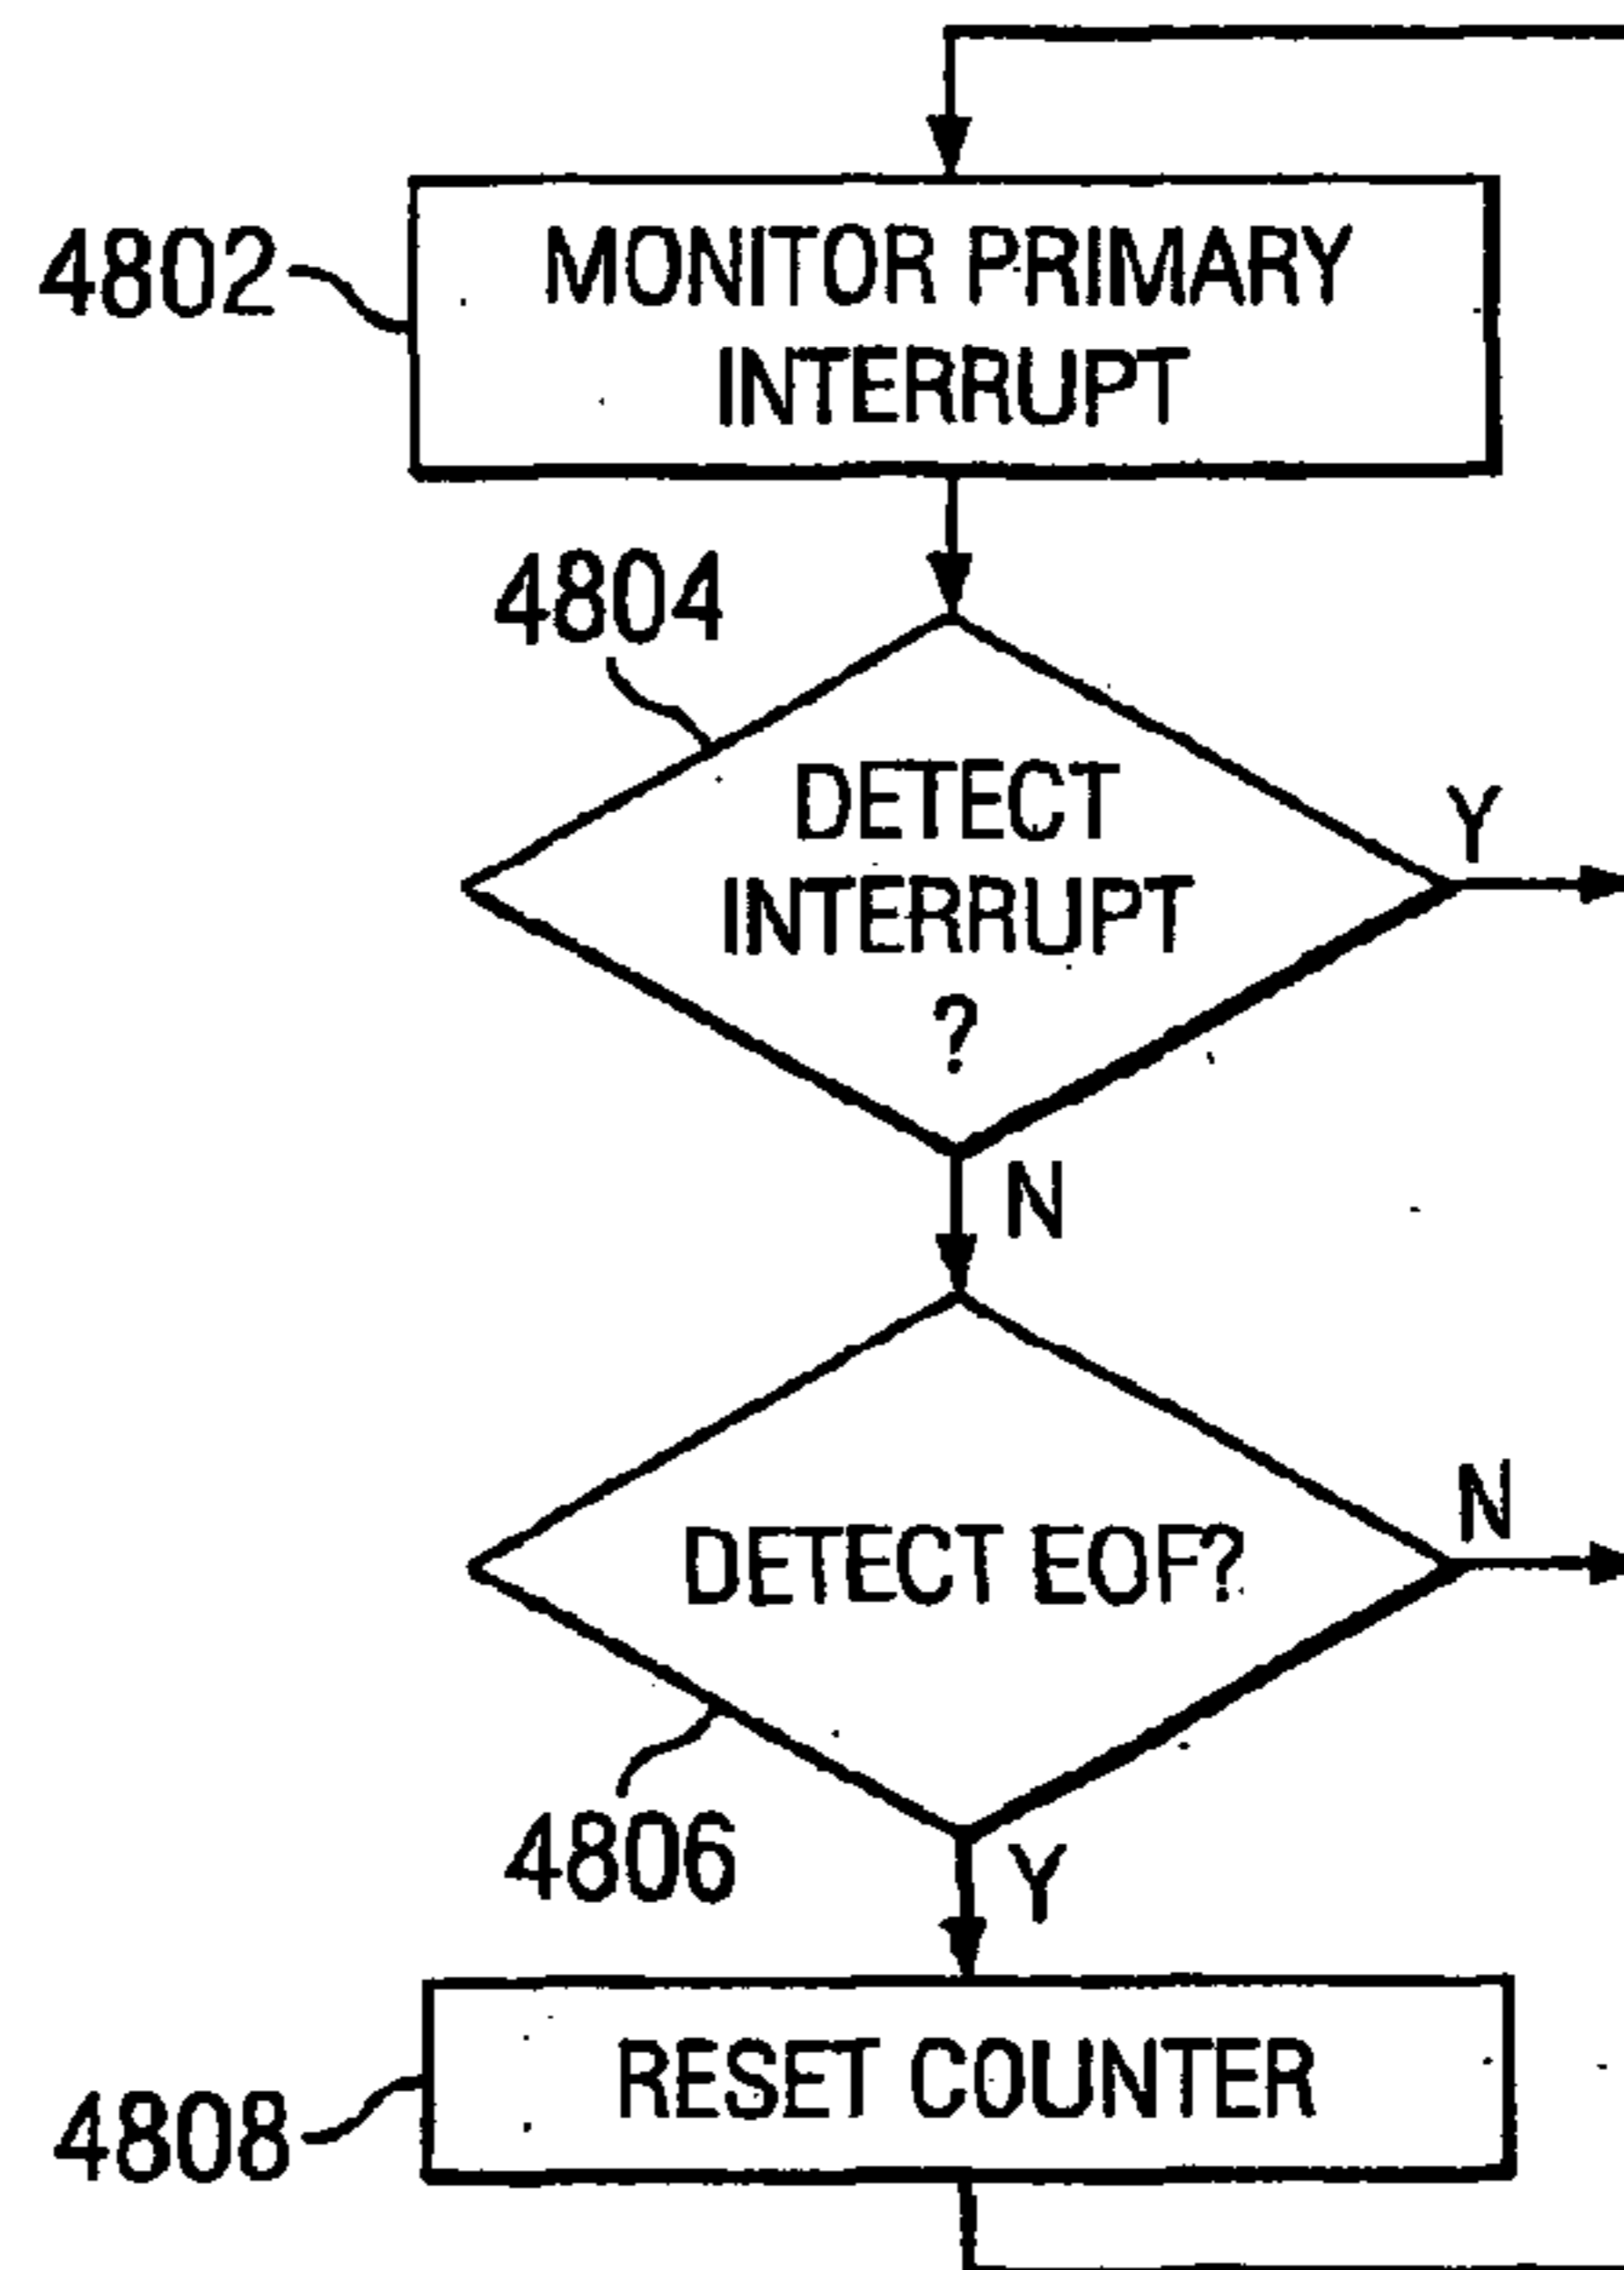 4802
MONITOR PRIMARY
INTERRUPT
4804
DETECT
INTERRUPT
?
Y
N
DETECT EOF?
N
4806
Y
RESET COUNTER
4808